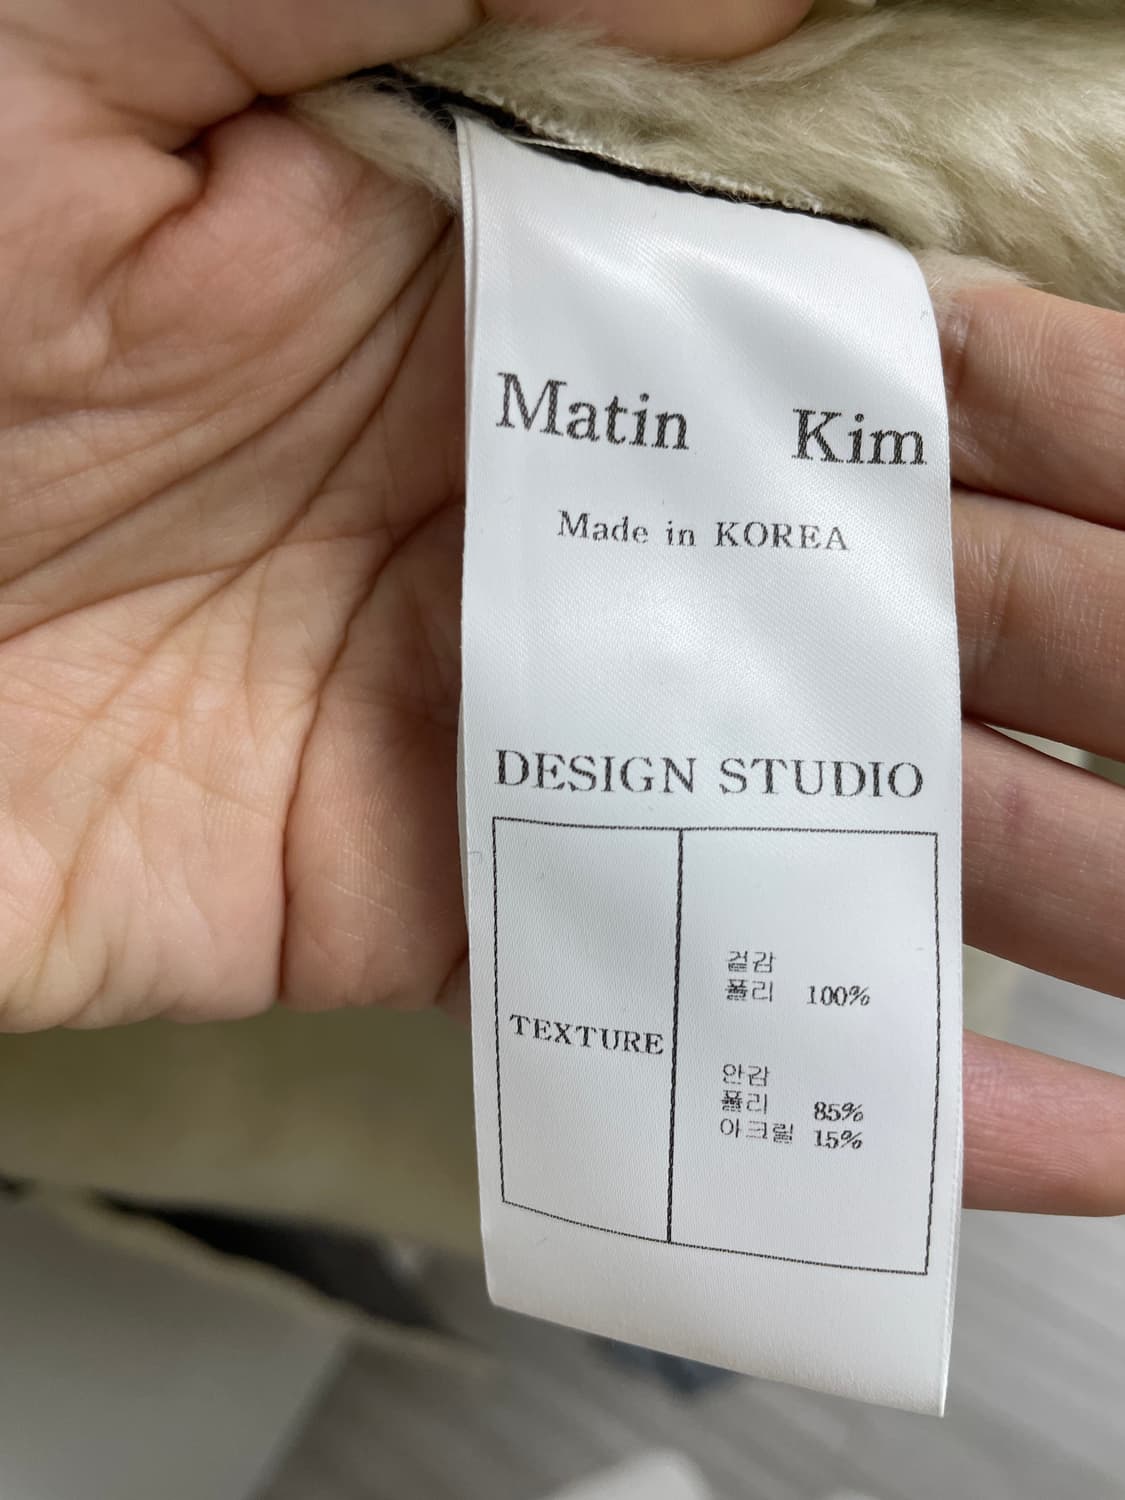 Matin Kim
Made in KOREA
DESIGN STUDIO
TEXTURE
겉감
폴리 100%
안감
폴리 85%
아크릴 15%